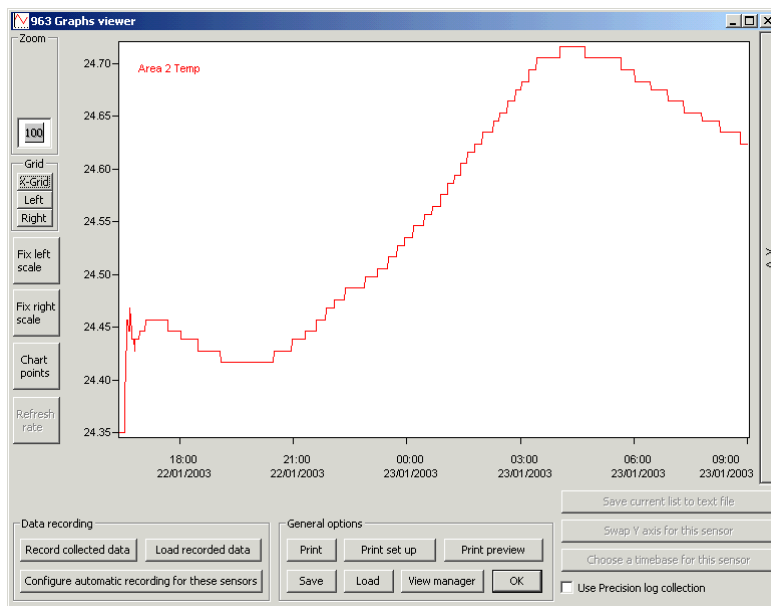 963 Graphs viewer
Zoom
100
Grid
X-Grid
Left
Right
Fix left
scale
Fix right
scale
Chart
points
Refresh
rate
Area 2 Temp
24.70
24.65
24.60
24.55
24.50
24.45
24.40
24.35
18:00 21:00 00:00 03:00 06:00 09:00
22/01/2003 22/01/2003 23/01/2003 23/01/2003 23/01/2003 23/01/2003
Data recording
Record collected data Load recorded data
Configure automatic recording for these sensors
General options
Print Print set up Print preview
Save Load View manager OK
Save current list to text file
Swap Y axis for this sensor
Choose a timebase for this sensor
Use Precision log collection